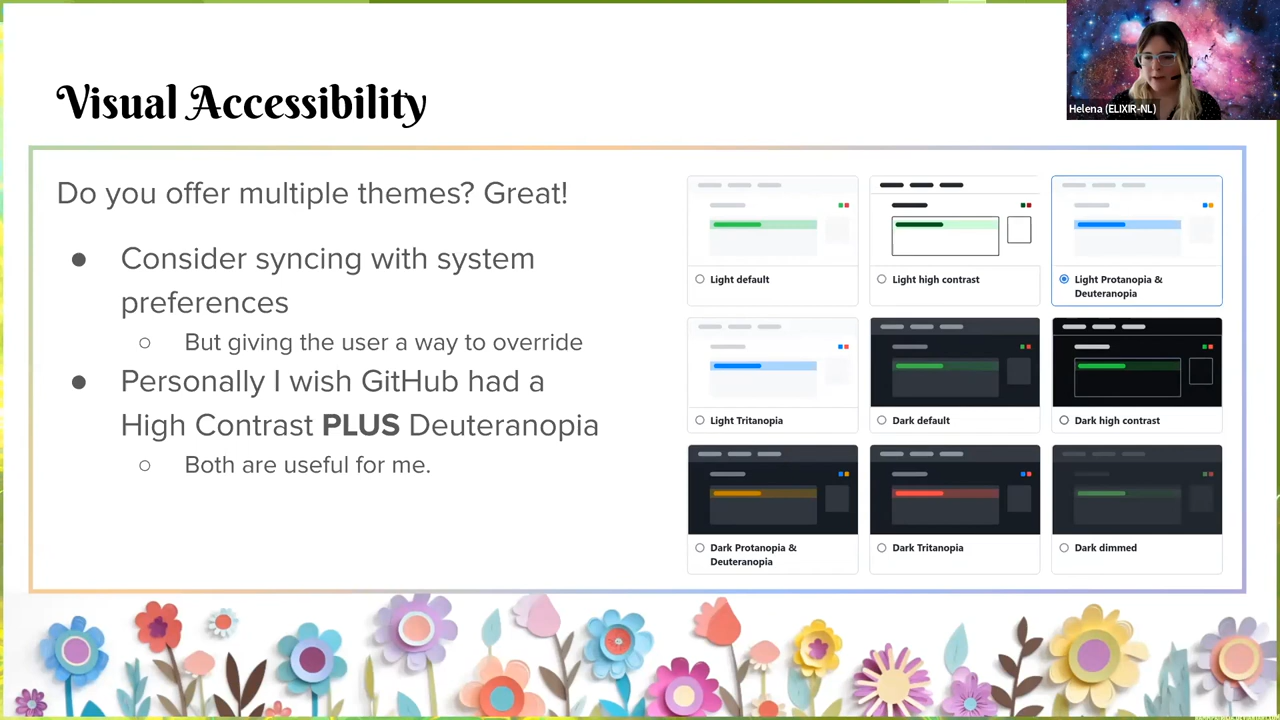 Visual Accessibility
Helena (ELIXIR-NL)
Do you offer multiple themes? Great!
● Consider syncing with system
preferences
○ But giving the user a way to override
● Personally I wish GitHub had a
High Contrast PLUS Deuteranopia
○ Both are useful for me.
Light default
Light high contrast
Light Protanopia &
Deuteranopia
Light Tritanopia
Dark default
Dark high contrast
Dark Protanopia &
Deuteranopia
Dark Tritanopia
Dark dimmed